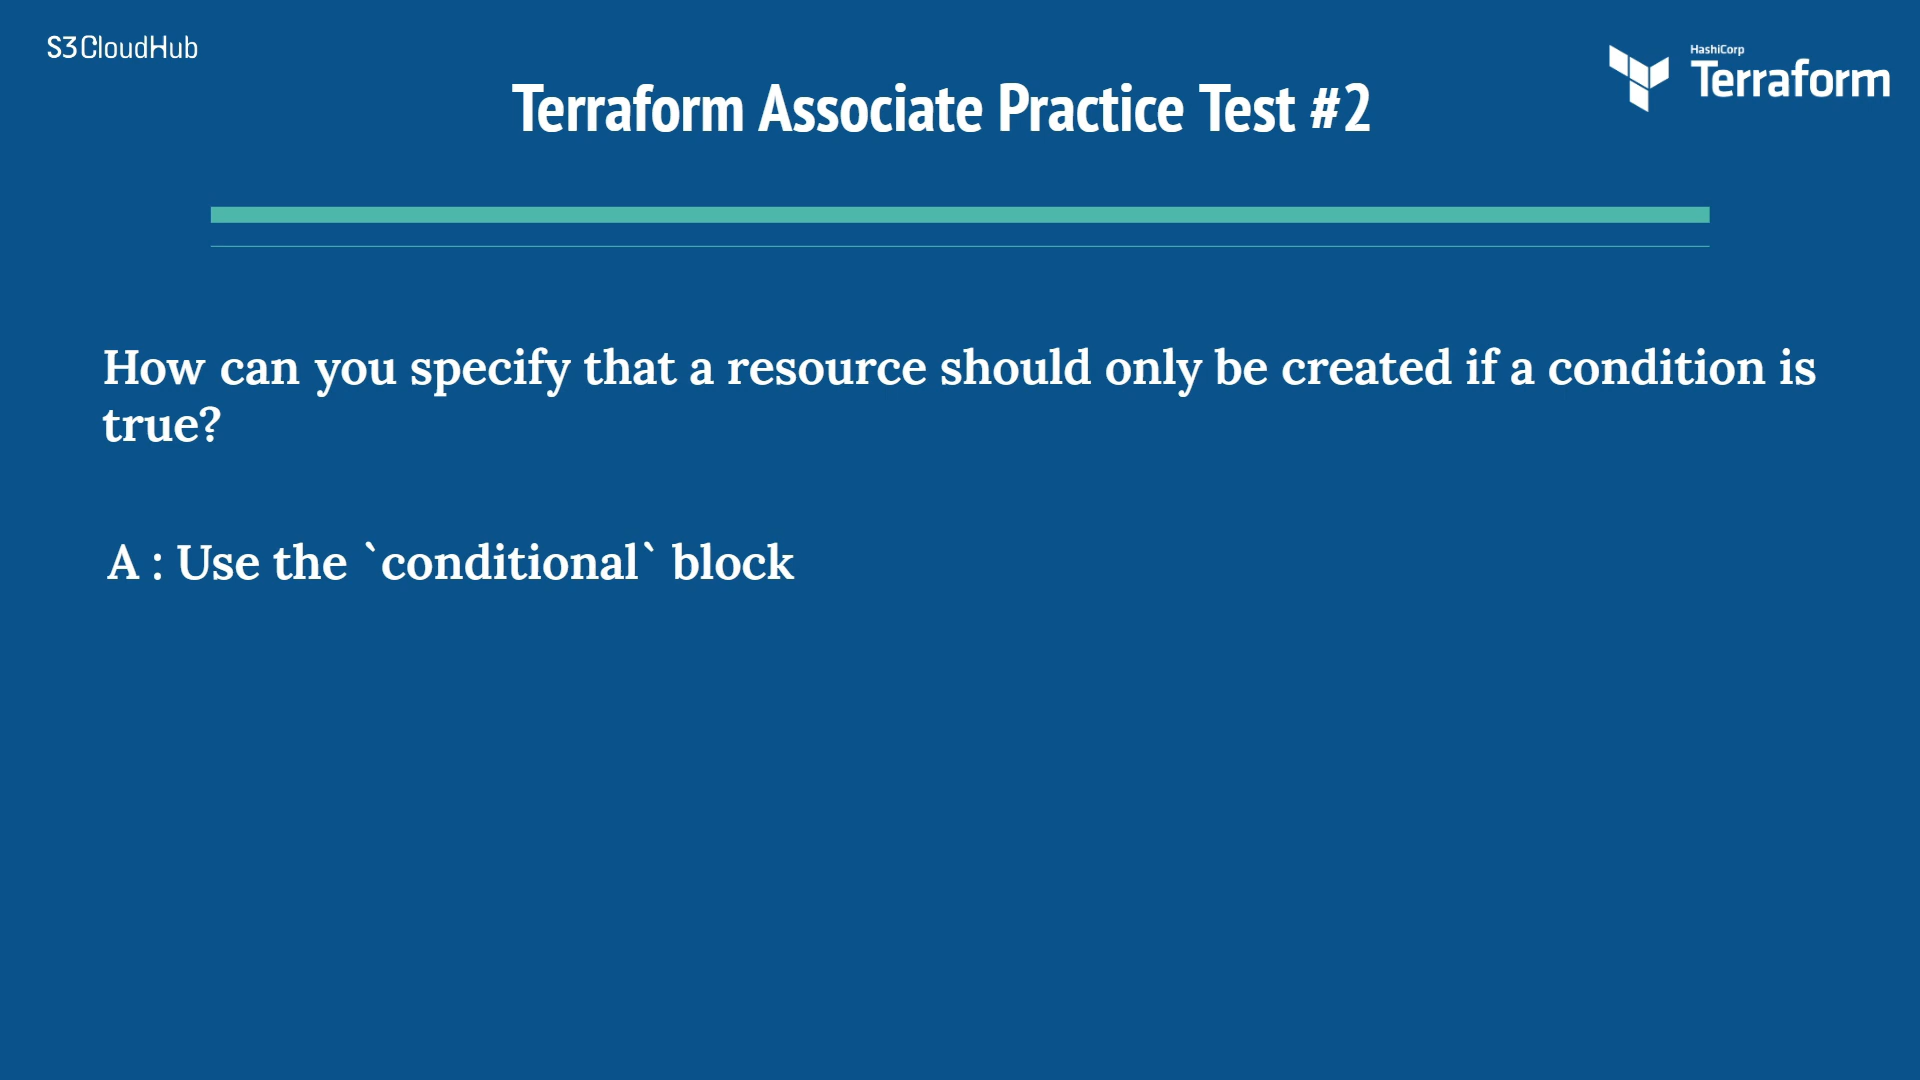 S3CloudHub
HashiCorp
Terraform
Terraform Associate Practice Test #2
How can you specify that a resource should only be created if a condition is
true?
A : Use the `conditional` block